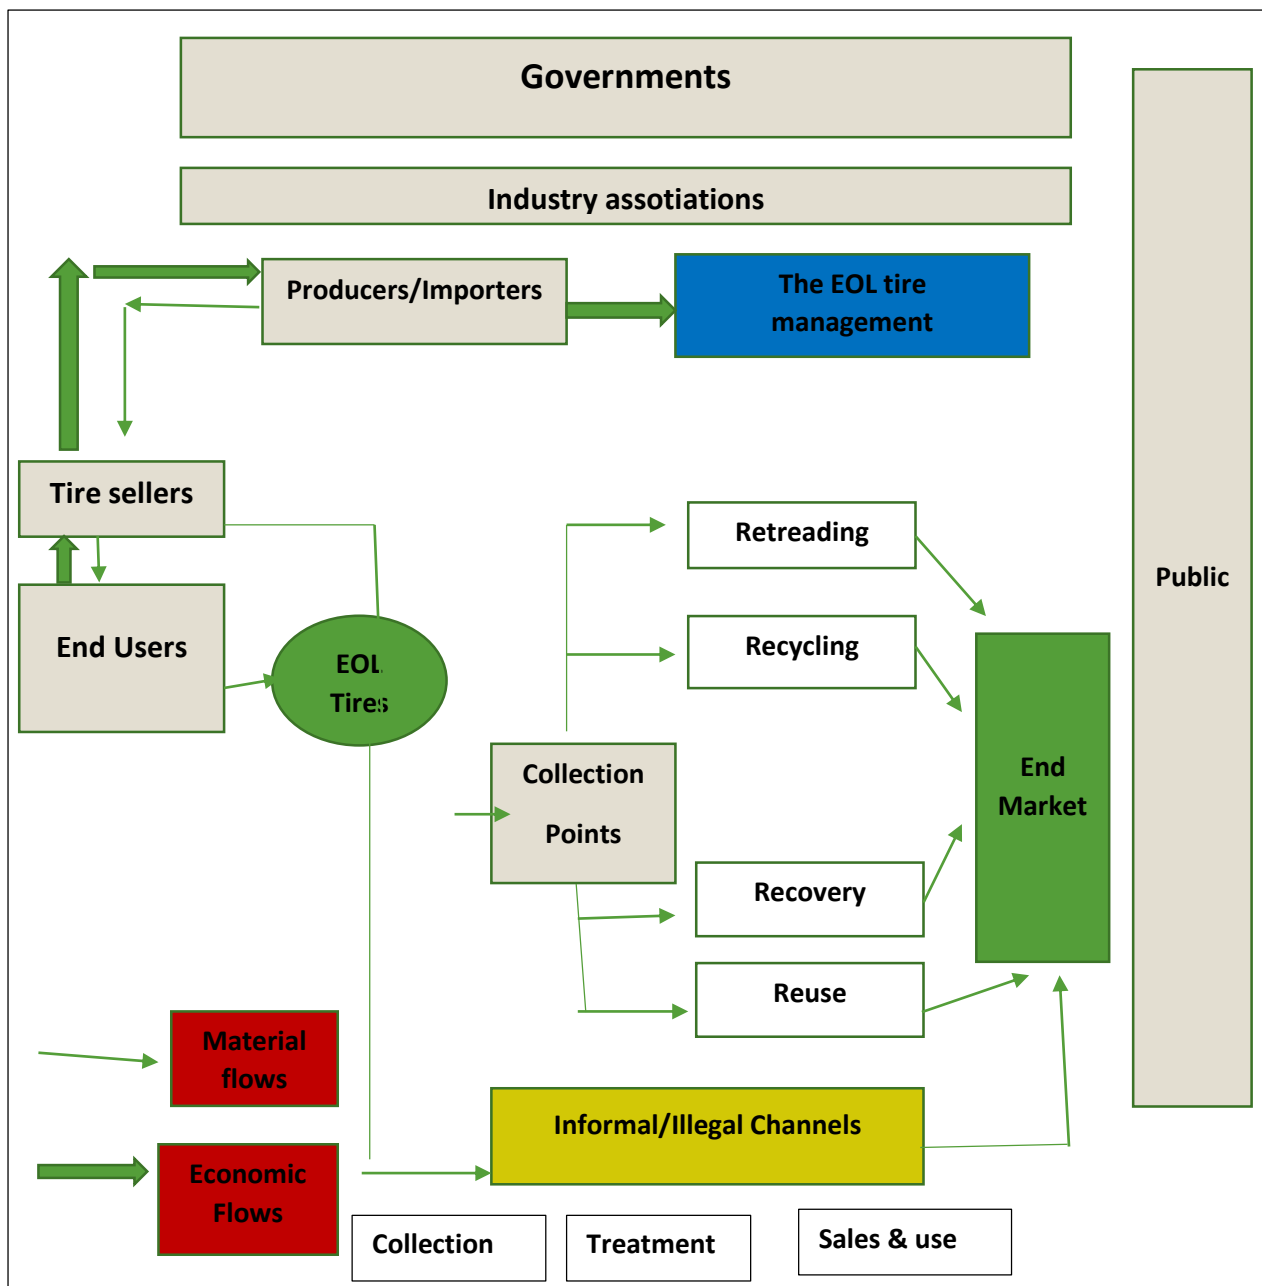 Governments
Industry assotiations
Producers/Importers
The EOL tire
management
Tire sellers
End Users
EOL
Tires
Retreading
Recycling
Collection
Points
Recovery
Reuse
End
Market
Public
Material
flows
Economic
Flows
Informal/Illegal Channels
Collection
Treatment
Sales & use